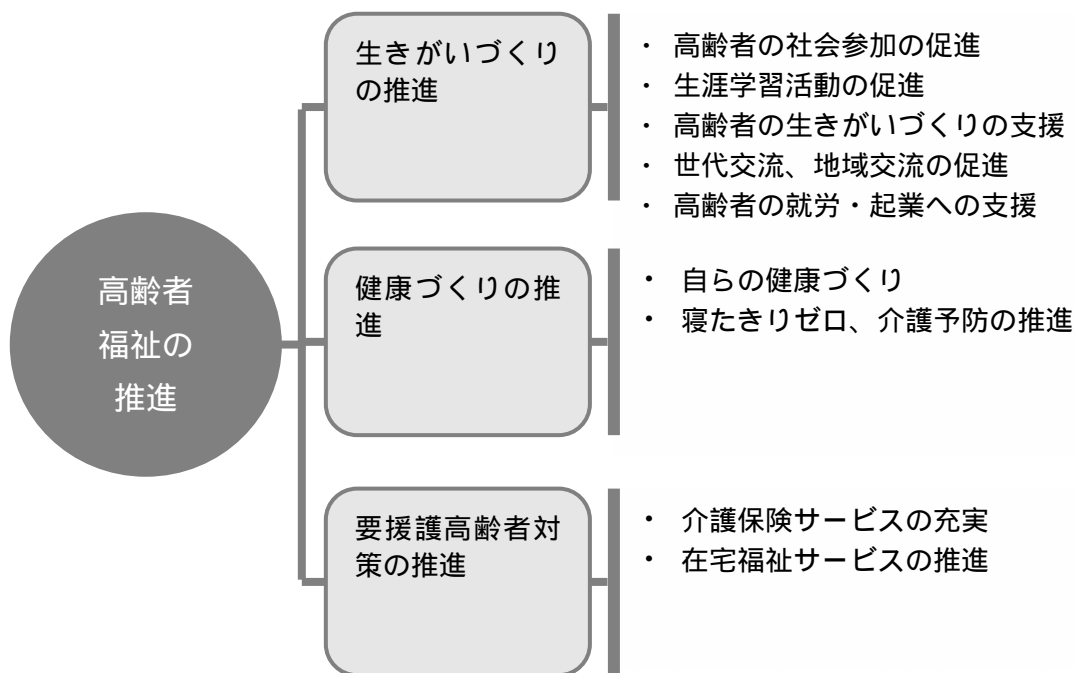 高齢者
福祉の
推進
生きがいづくり
の推進
・ 高齢者の社会参加の促進
・ 生涯学習活動の促進
・ 高齢者の生きがいづくりの支援
・ 世代交流、地域交流の促進
・ 高齢者の就労・起業への支援
健康づくりの推
進
・ 自らの健康づくり
・ 寝たきりゼロ、介護予防の推進
要援護高齢者対
策の推進
・ 介護保険サービスの充実
・ 在宅福祉サービスの推進